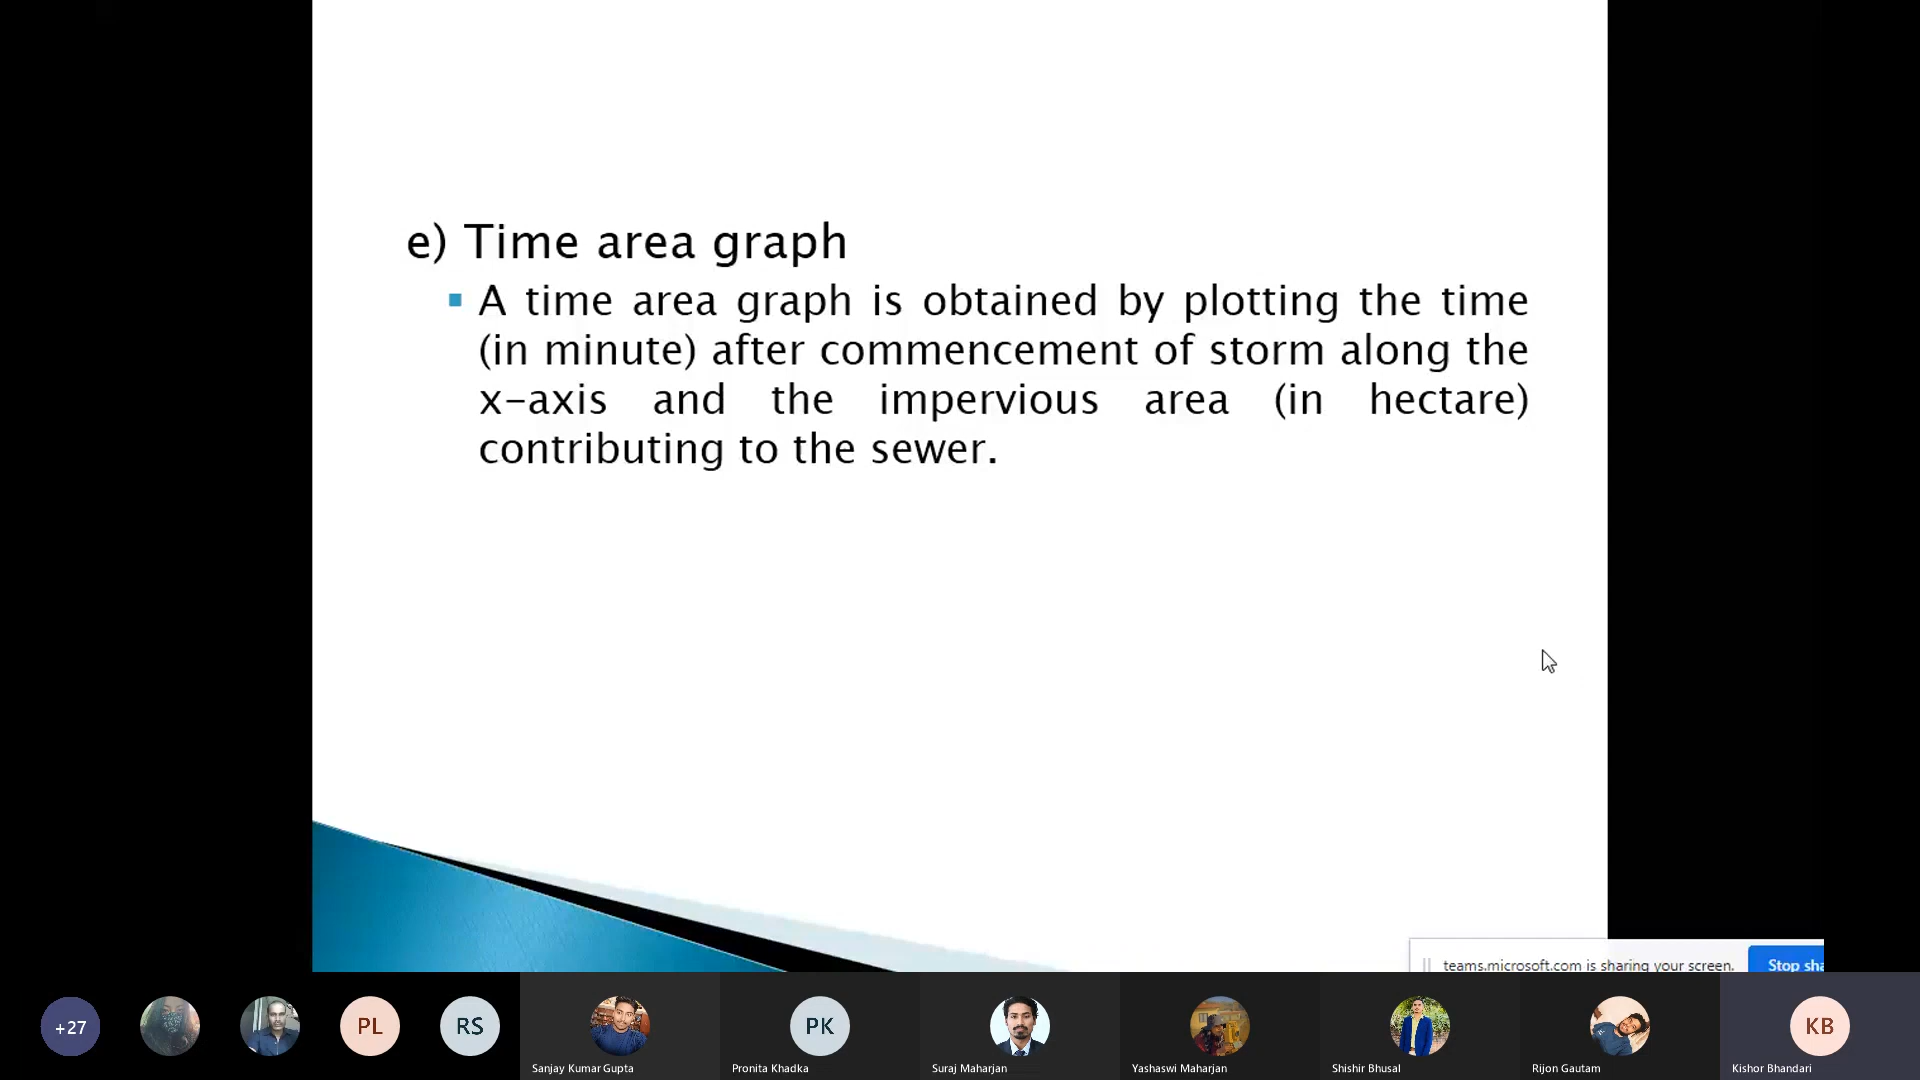 e) Time area graph
A time area graph is obtained by plotting the time
(in minute) after commencement of storm along the
x-axis and the impervious area (in hectare)
contributing to the sewer.
teams.microsoft.com is sharing your screen.
Stop sha
+27
PL
RS
Sanjay Kumar Gupta
PK
Pronita Khadka
Suraj Maharjan
Yashaswi Maharjan
Shishir Bhusal
Rijon Gautam
KB
Kishor Bhandari